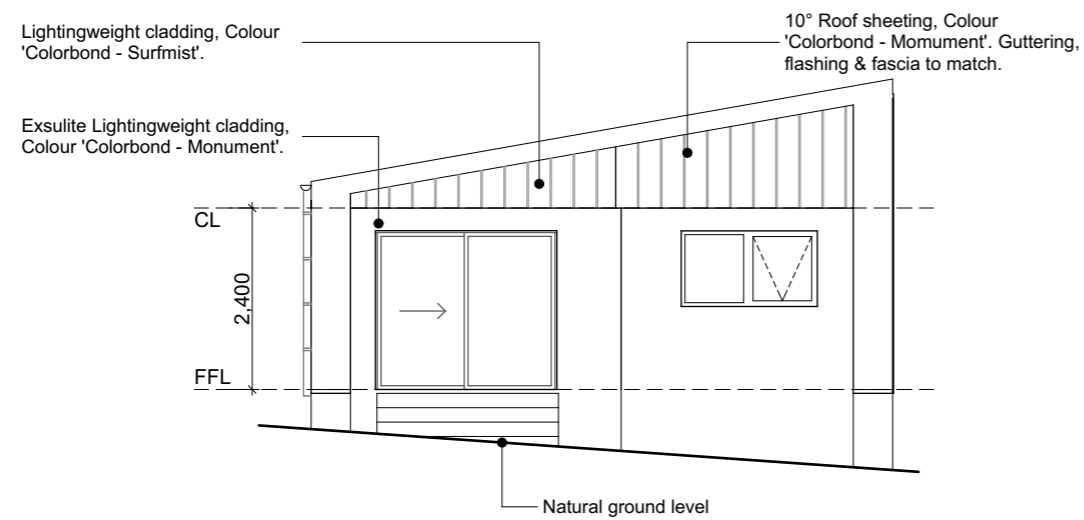 Lightingweight cladding, Colour
'Colorbond - Surfmist'.
10° Roof sheeting, Colour
'Colorbond - Momument'. Guttering,
flashing & fascia to match.
Exsulite Lightingweight cladding,
Colour 'Colorbond - Monument'.
CL
2,400
FFL
Natural ground level